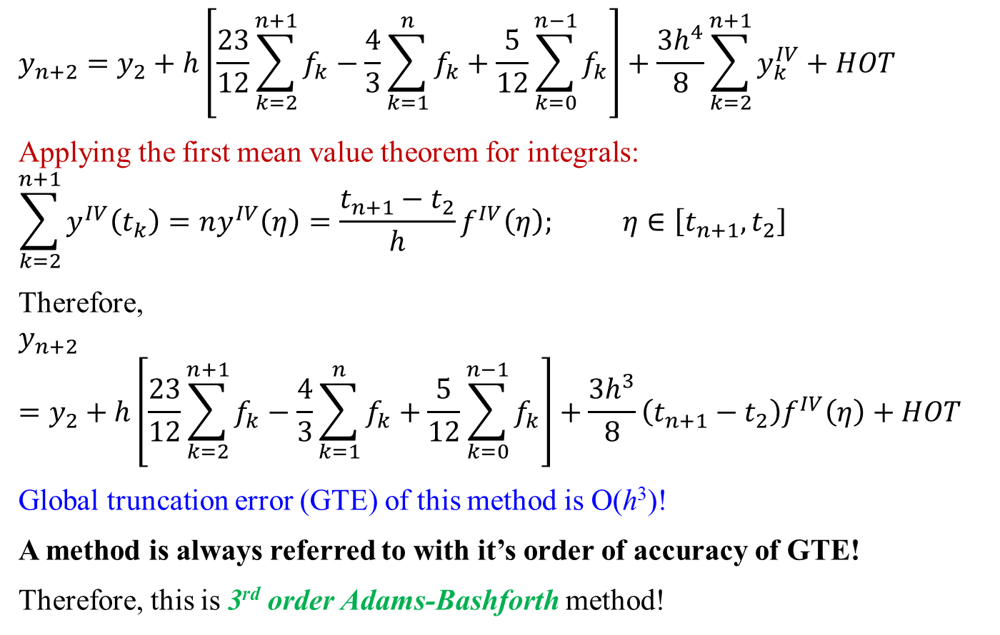 $y_{n+2} = y_2 + h\left[\frac{23}{12}\sum_{k=2}^{n+1} f_k - \frac{4}{3}\sum_{k=1}^{n} f_k + \frac{5}{12}\sum_{k=0}^{n-1} f_k\right] + \frac{3h^4}{8}\sum_{k=2}^{n+1} y_k^{IV} + HOT$
Applying the first mean value theorem for integrals:
$\sum_{k=2}^{n+1} y^{IV}(t_k) = ny^{IV}(\eta) = \frac{t_{n+1} - t_2}{h} f^{IV}(\eta); \quad \eta \in [t_{n+1}, t_2]$
Therefore,
$y_{n+2}$
$= y_2 + h\left[\frac{23}{12}\sum_{k=2}^{n+1} f_k - \frac{4}{3}\sum_{k=1}^{n} f_k + \frac{5}{12}\sum_{k=0}^{n-1} f_k\right] + \frac{3h^3}{8}(t_{n+1} - t_2)f^{IV}(\eta) + HOT$
Global truncation error (GTE) of this method is O($h^3$)!
A method is always referred to with it's order of accuracy of GTE!
Therefore, this is 3rd order Adams-Bashforth method!